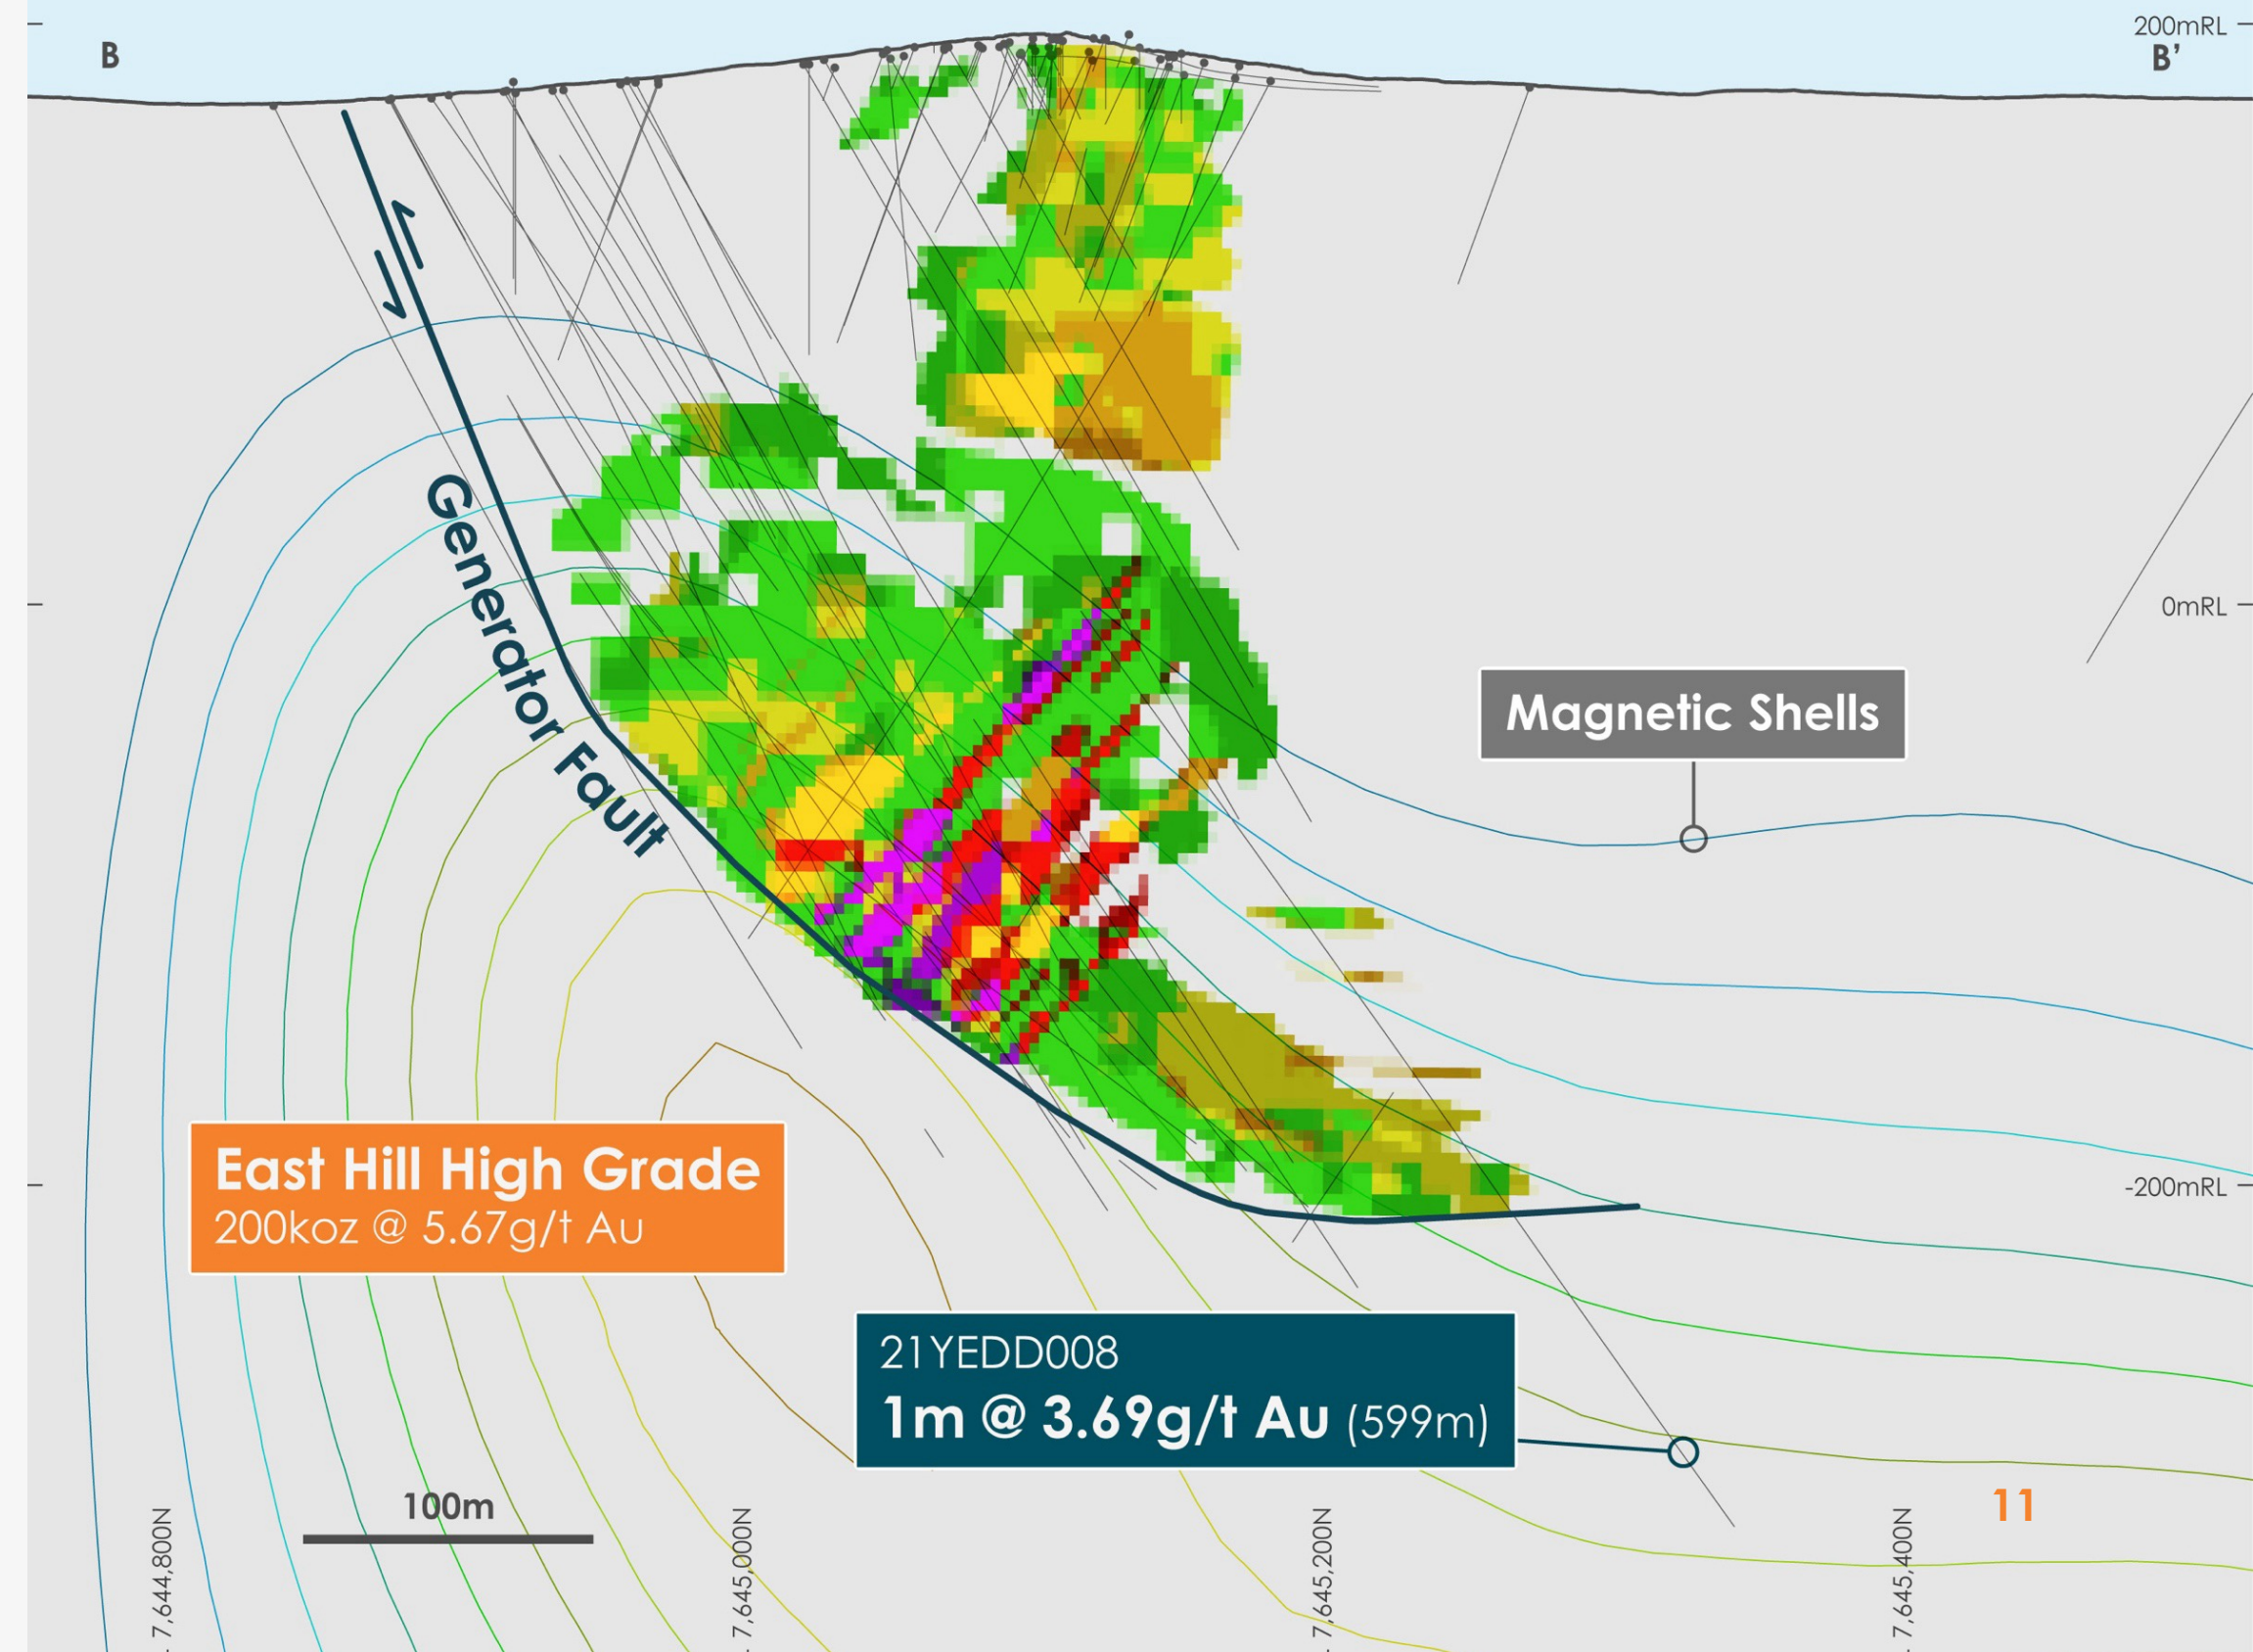 200mRL
B
B’
Generator Fault
0mRL
Magnetic Shells
East Hill High Grade
200koz @ 5.67g/t Au
-200mRL
21YEDD008
1m @ 3.69g/t Au (599m)
100m
11
7,644,800N
7,645,000N
7,645,200N
7,645,400N